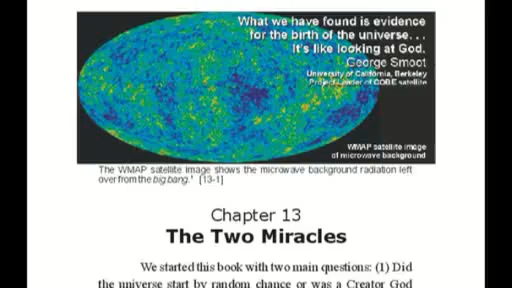 What we have found is evidence
for the birth of the universe. . .
It's like looking at God.
George Smoot
University of California, Berkeley
Project Leader of COBE satellite
WMAP satellite image
of microwave background
The WMAP satellite image shows the microwave background radiation left
over from the big bang.¹ [13-1]
Chapter 13
The Two Miracles
We started this book with two main questions: (1) Did
the universe start by random chance or was a Creator God